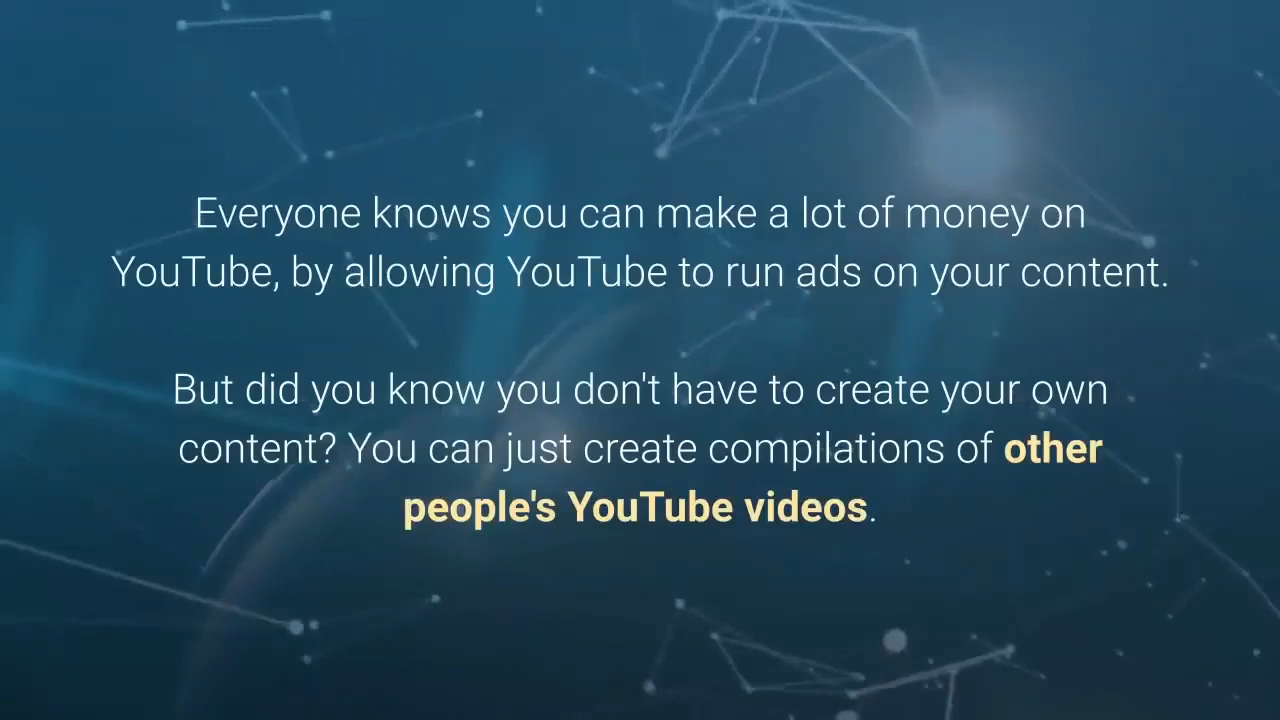 Everyone knows you can make a lot of money on
YouTube, by allowing YouTube to run ads on your content.
But did you know you don't have to create your own
content? You can just create compilations of other
people's YouTube videos.